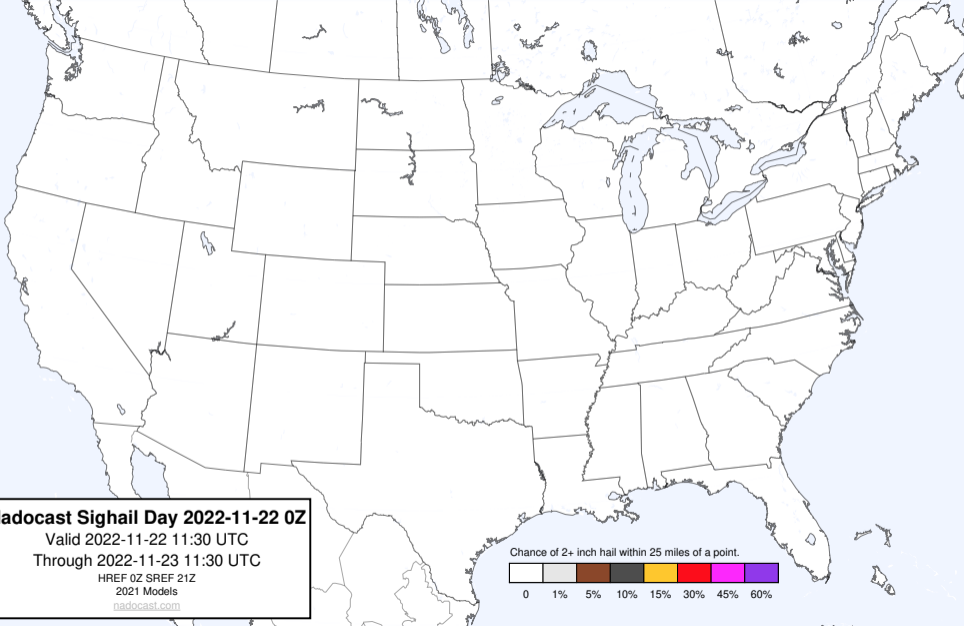 adocast Sighail Day 2022-11-22 0Z
Valid 2022-11-22 11:30 UTC
Through 2022-11-23 11:30 UTC
HREF 0Z SREF 21Z
2021 Models
nadocast.com
Chance of 2+ inch hail within 25 miles of a point.
0 1% 5% 10% 15% 30% 45% 60%